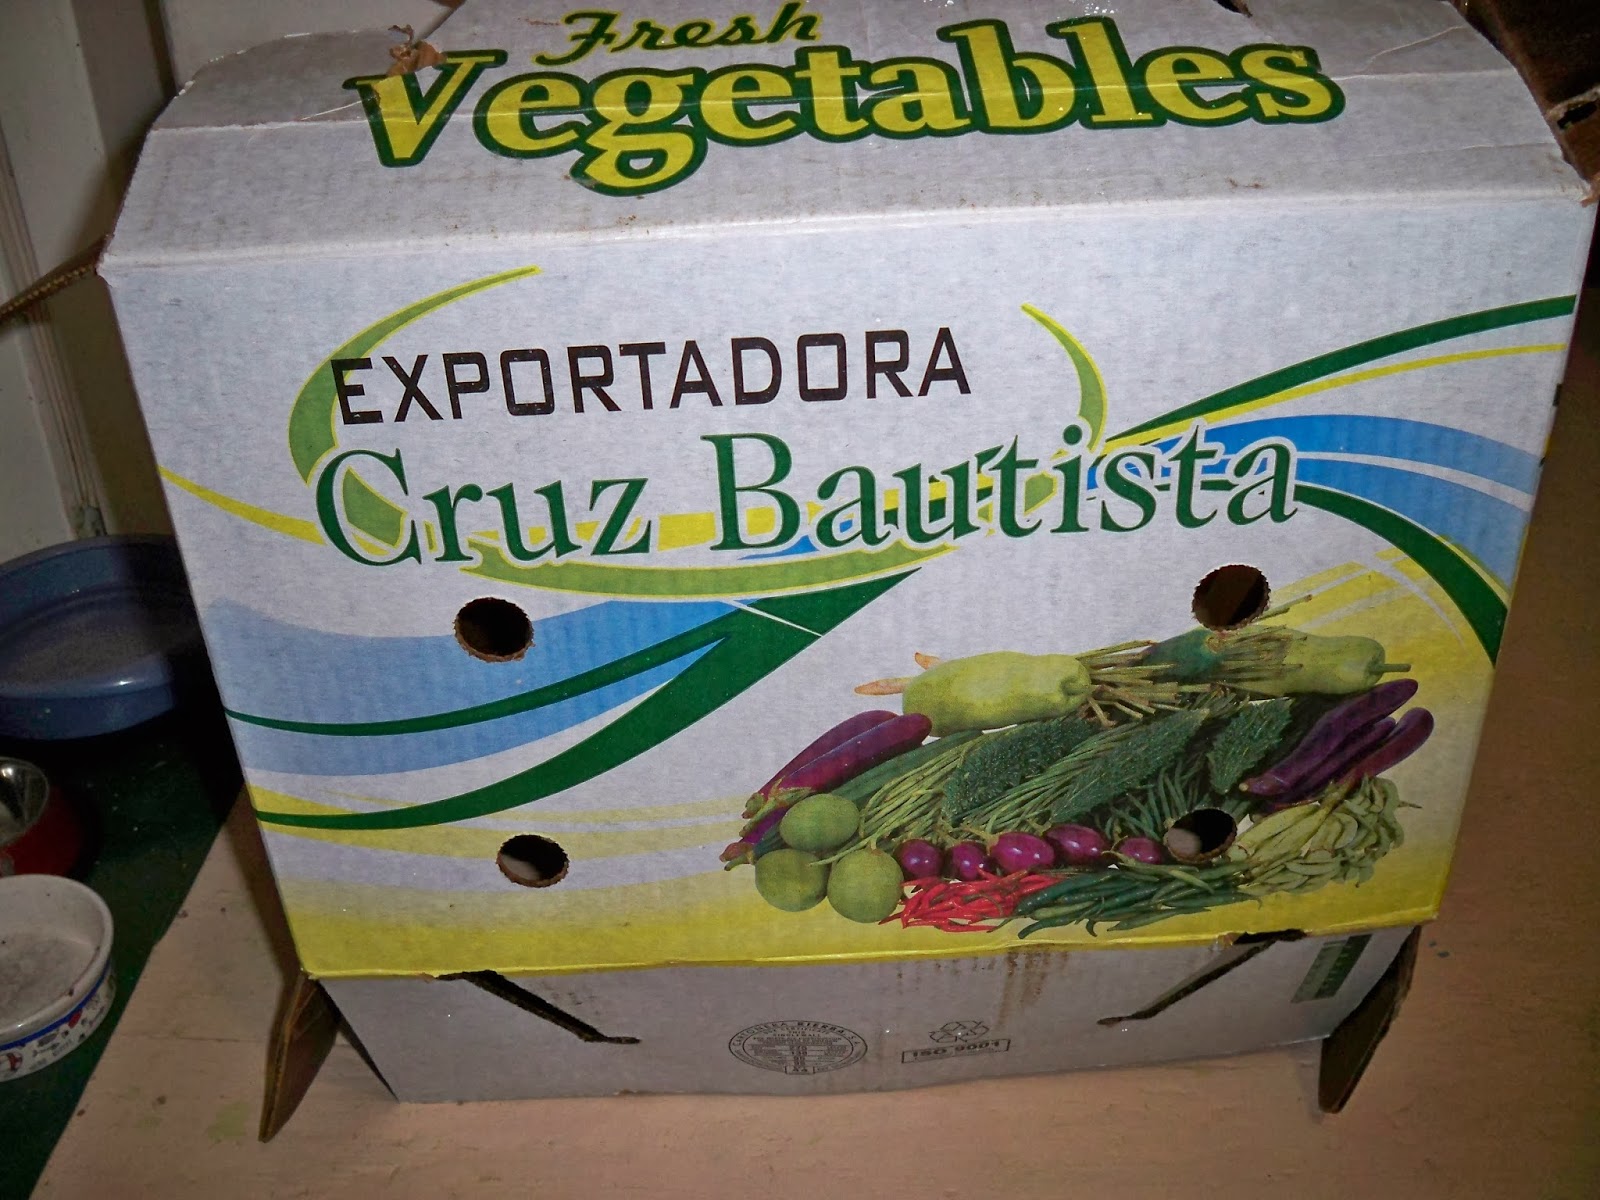 Fresh
Vegetables
EXPORTADORA
Cruz Bautista
ISO 9001